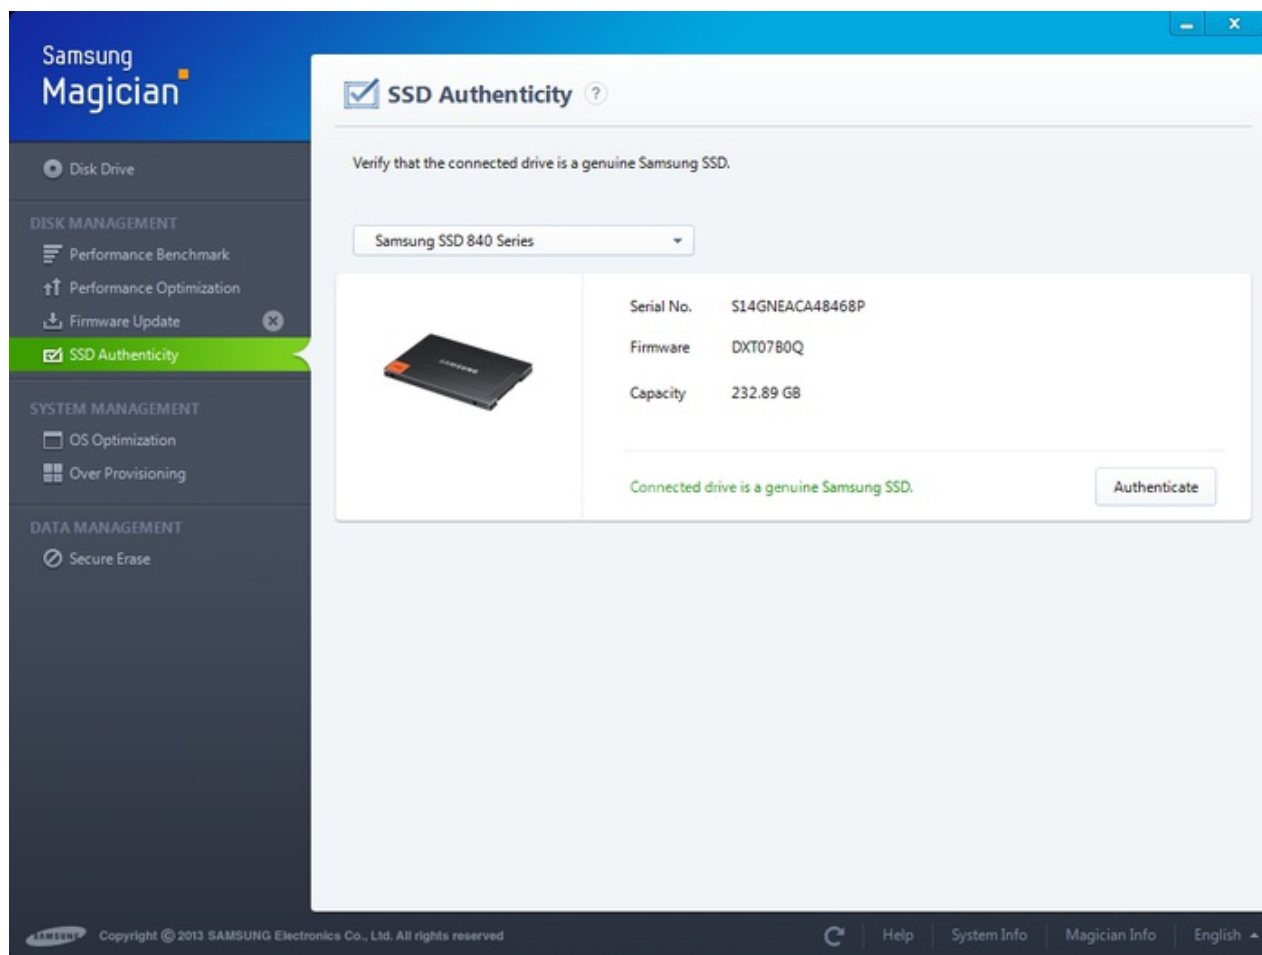 Samsung
Magician
SSD Authenticity ?
Disk Drive
Verify that the connected drive is a genuine Samsung SSD.
DISK MANAGEMENT
Performance Benchmark
Performance Optimization
Firmware Update
SSD Authenticity
SYSTEM MANAGEMENT
OS Optimization
Over Provisioning
DATA MANAGEMENT
Secure Erase
Samsung SSD 840 Series
SAMSUNG
Serial No. S14GNEACA48468P
Firmware DXT07B0Q
Capacity 232.89 GB
Connected drive is a genuine Samsung SSD.
Authenticate
SAMSUNG Copyright © 2013 SAMSUNG Electronics Co., Ltd. All rights reserved
Help System Info Magician Info English